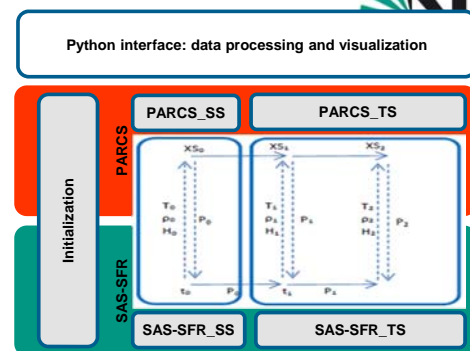 Python interface: data processing and visualization
Initialization
PARCS
SAS-SFR
PARCS_SS
PARCS_TS
XS₀
XS₁
XS₂
T₀
ρ₀
H₀
P₀
T₁
ρ₁
H₁
P₁
T₂
ρ₂
H₂
P₂
t₀
P₀
t₁
P₁
SAS-SFR_SS
SAS-SFR_TS